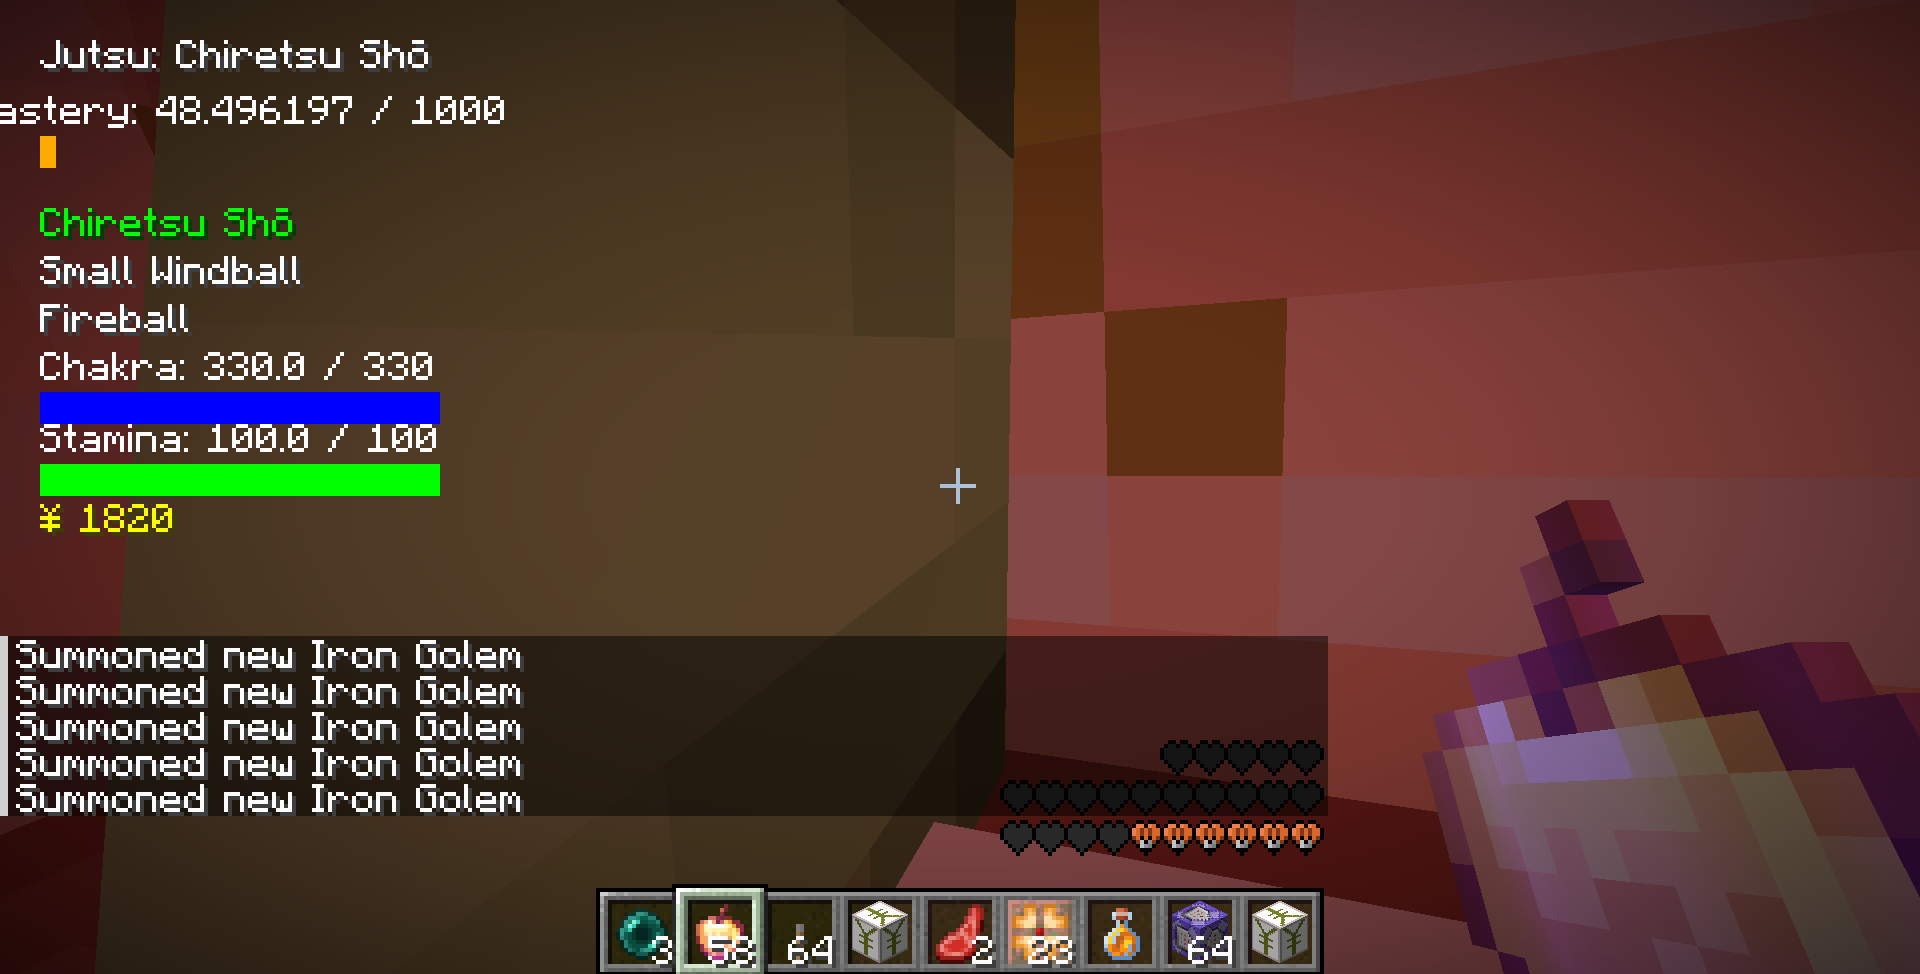 Jutsu: Chiretsu Shō
astery: 48.496197 / 1000
Chiretsu Shō
Small Windball
Fireball
Chakra: 330.0 / 330
Stamina: 100.0 / 100
¥ 1820
Summoned new Iron Golem
Summoned new Iron Golem
Summoned new Iron Golem
Summoned new Iron Golem
Summoned new Iron Golem
3 58 64 2 64